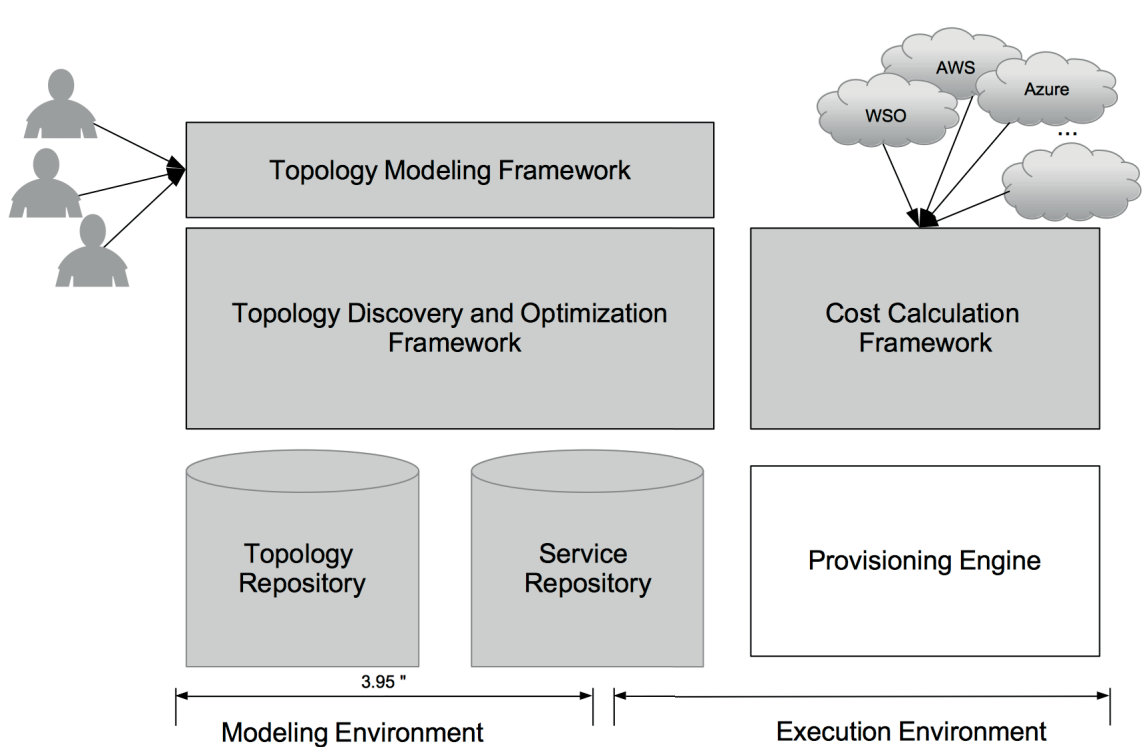 AWS
Azure
WSO
...
Topology Modeling Framework
Topology Discovery and Optimization
Framework
Cost Calculation
Framework
Topology
Repository
Service
Repository
Provisioning Engine
3.95 "
Modeling Environment
Execution Environment